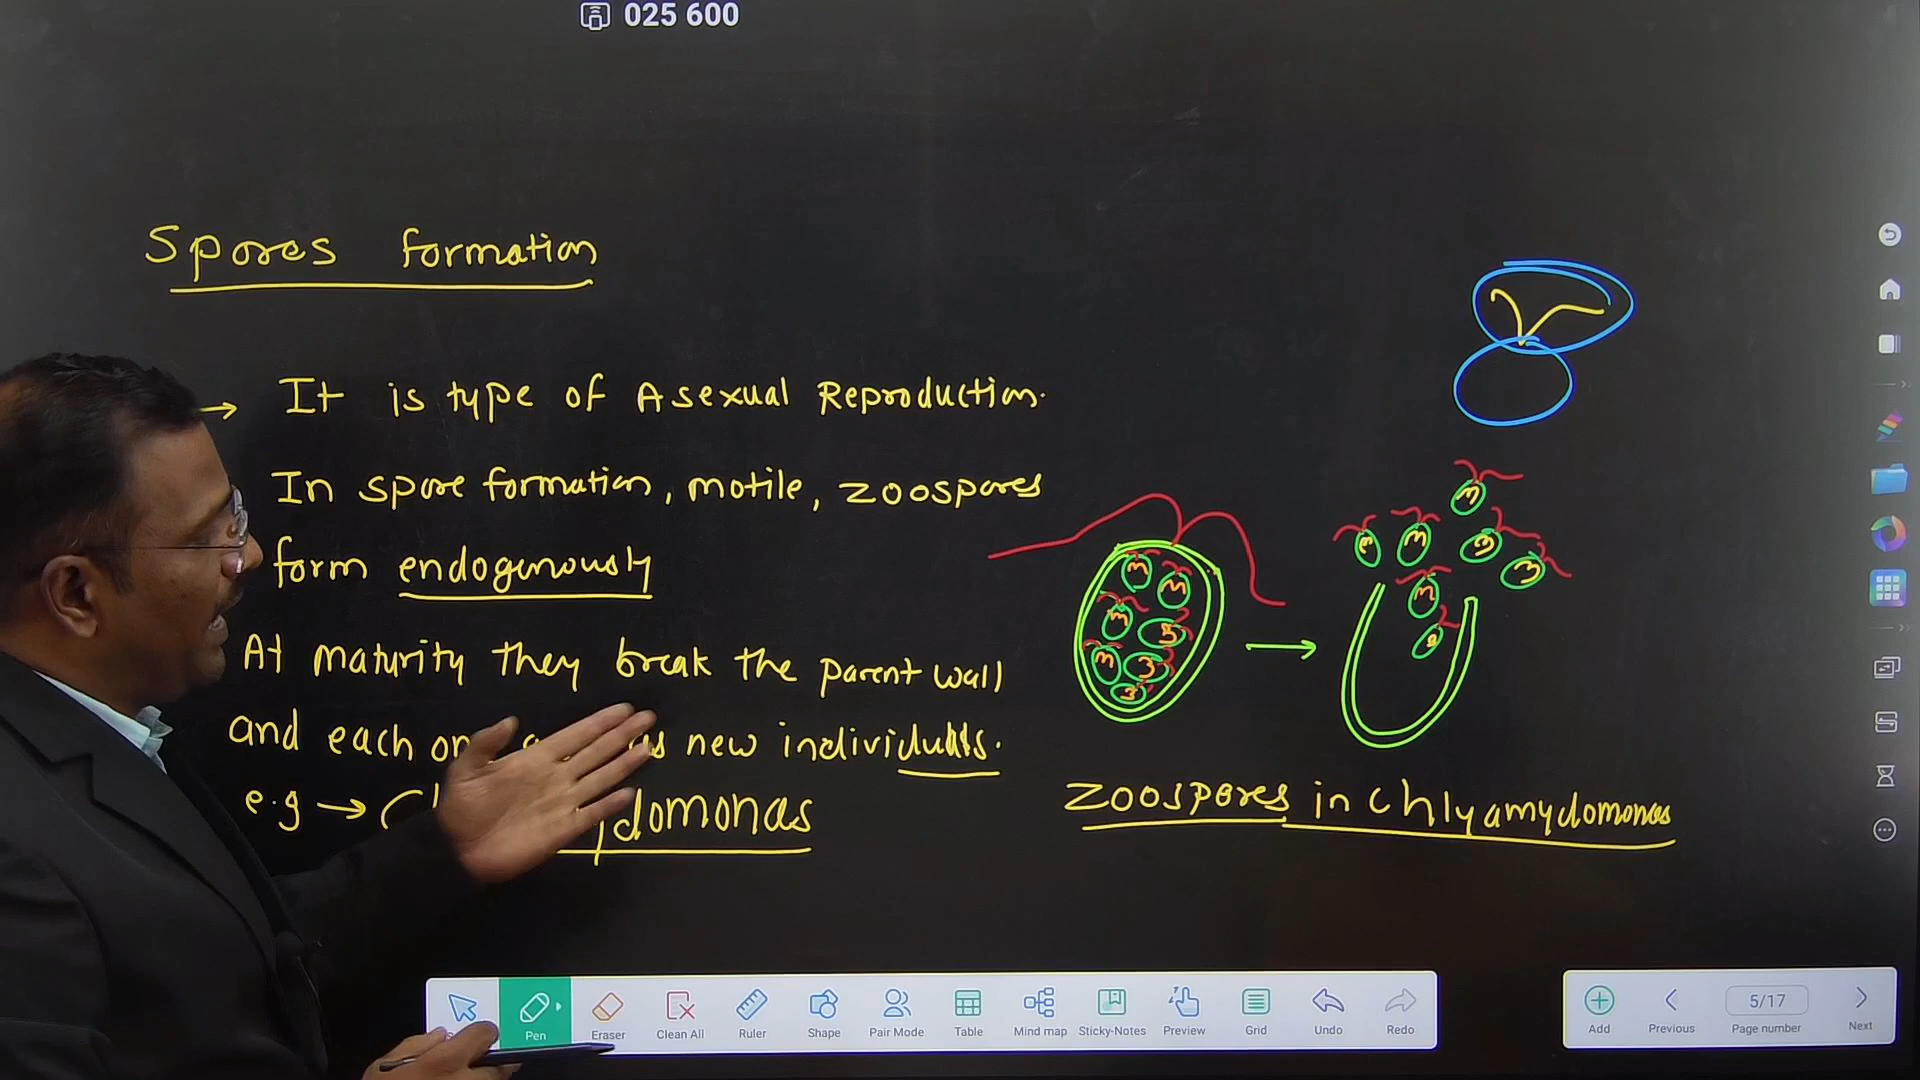 025 600
Spores formation
→ It is type of Asexual Reproduction.
In spore formation, motile, zoospores
form endogenously
At maturity they break the parent wall
and each new individuals.
e.g →
zoospores in chlyamydomonas
Pen
Eraser
Clean All
Ruler
Shape
Pair Mode
Table
Mind map
Sticky-Notes
Preview
Grid
Undo
Redo
Add
Previous
5/17
Page number
Next